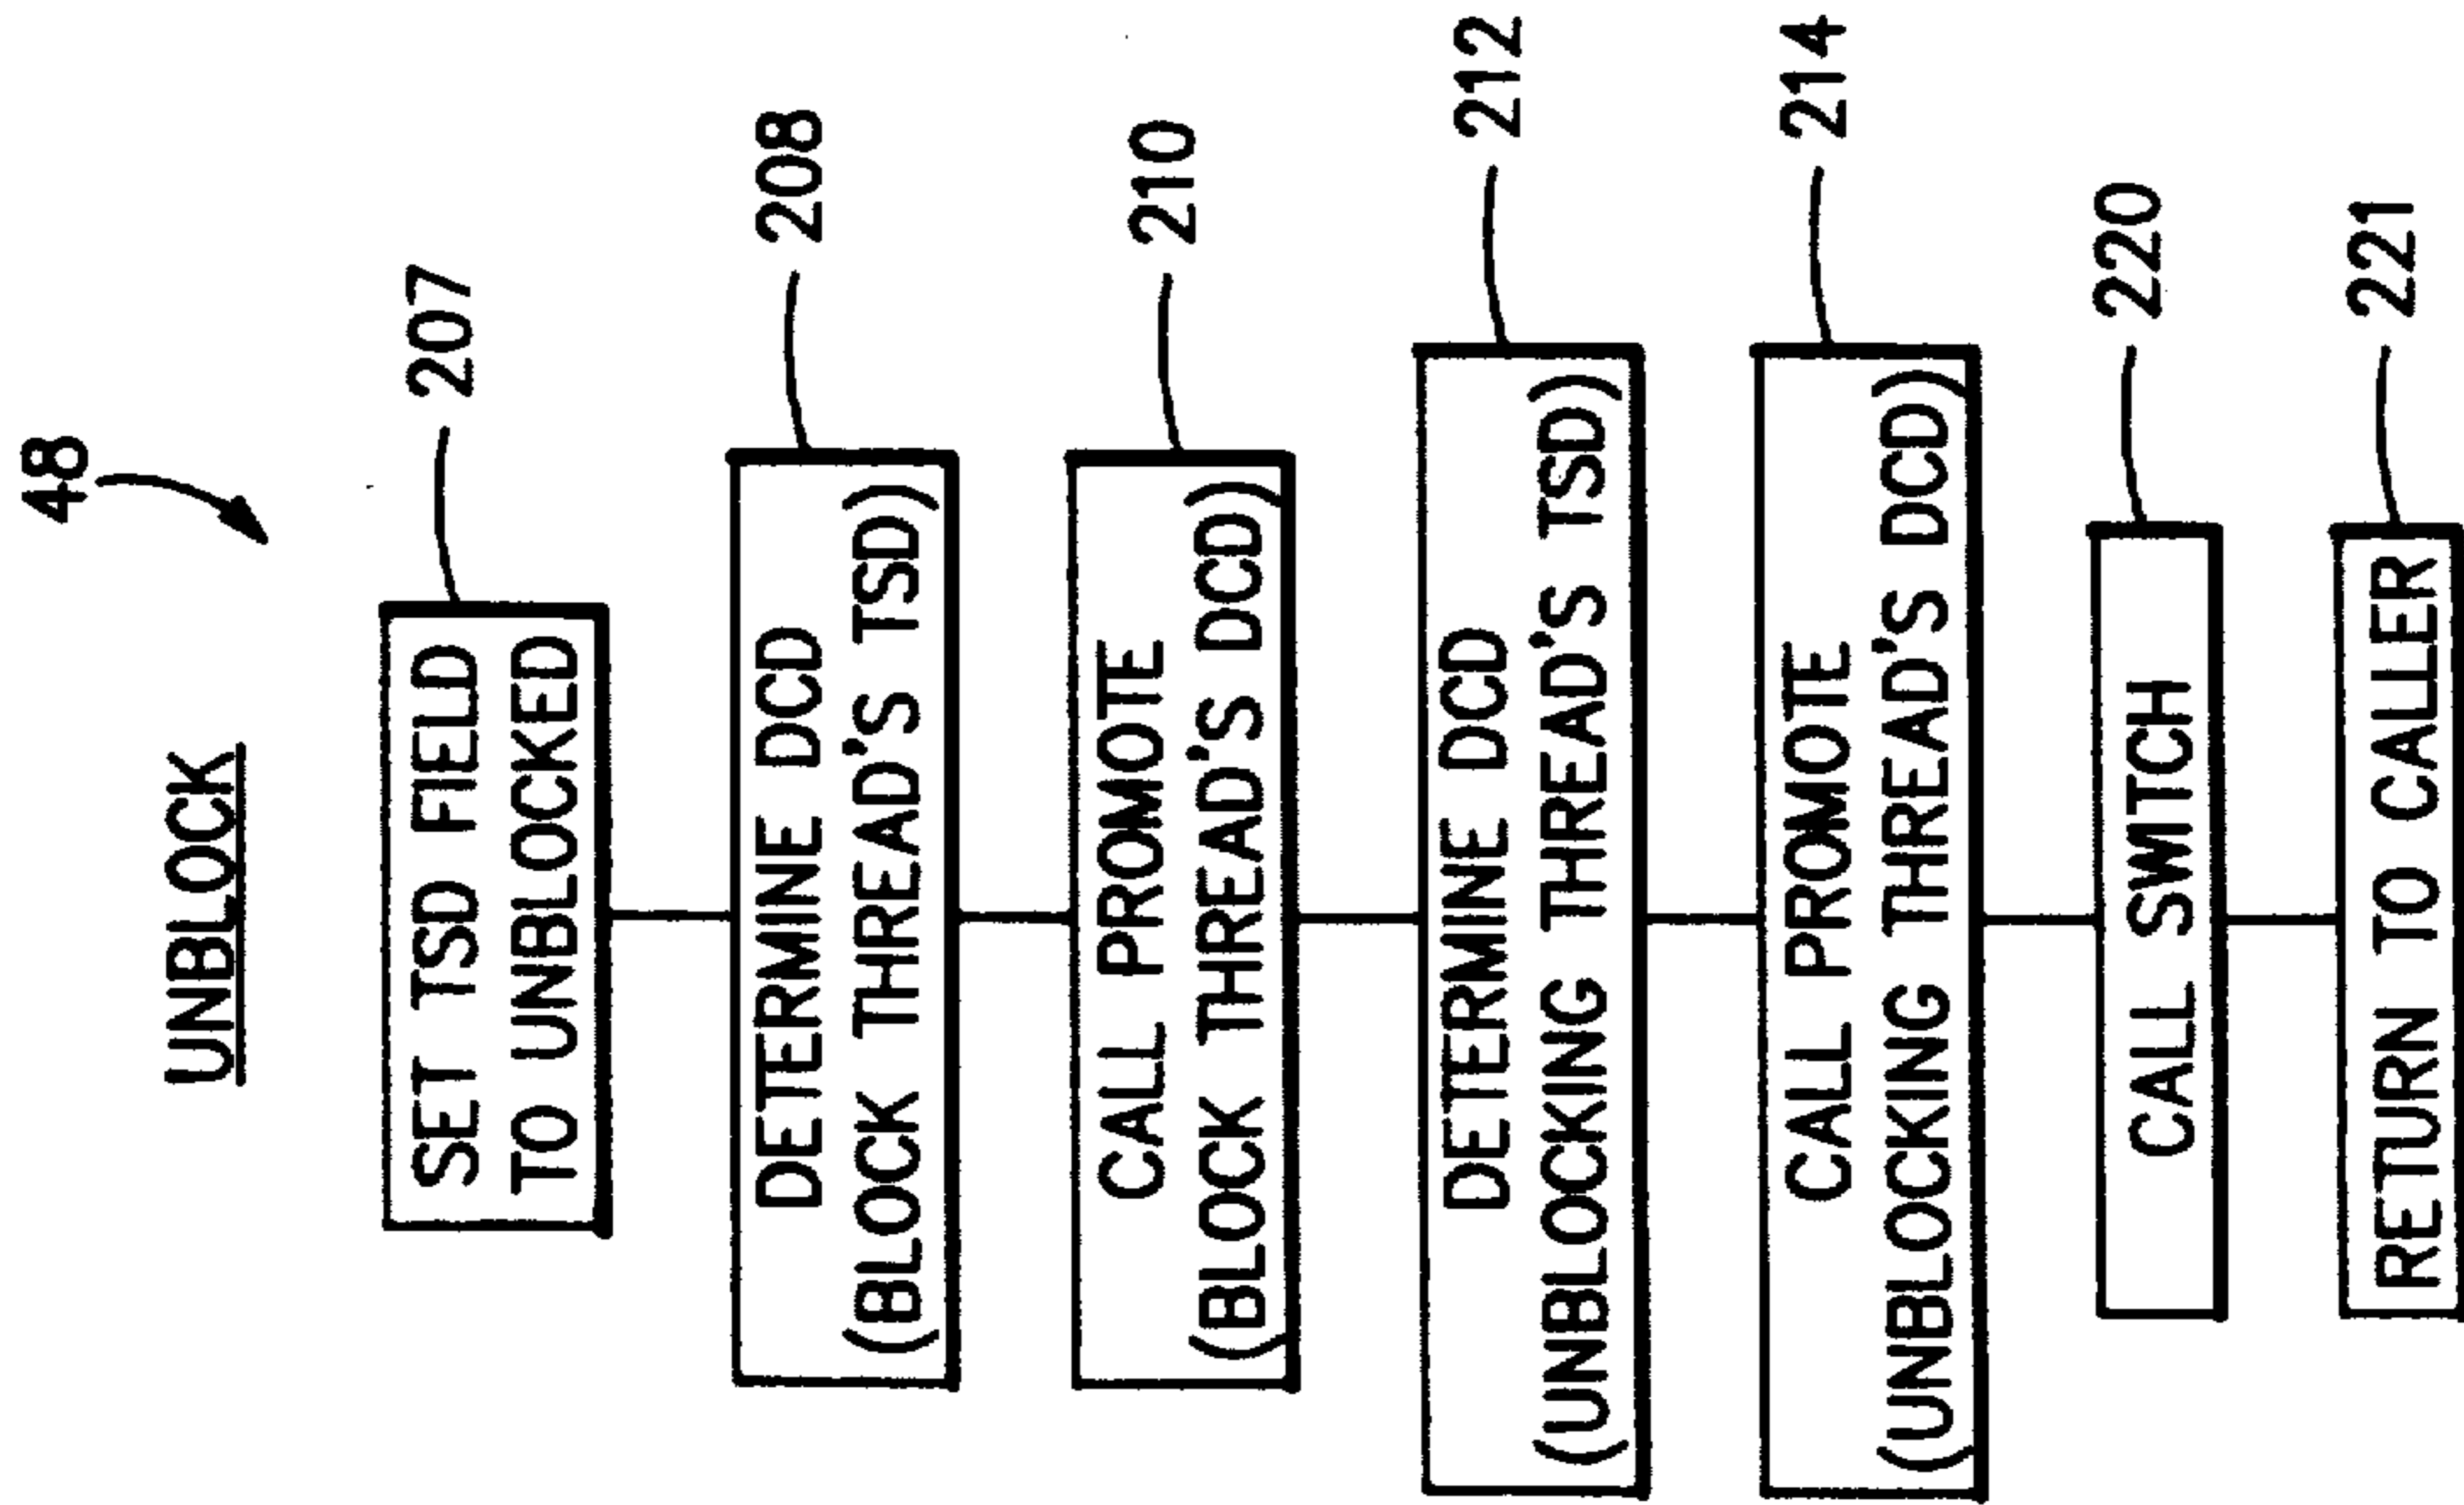 48
UNBLOCK
SET TSD FIELD
TO UNBLOCKED
207
DETERMINE DCD
(BLOCK THREAD'S TSD)
208
CALL PROMOTE
(BLOCK THREAD'S DCD)
210
DETERMINE DCD
(UNBLOCKING THREAD'S TSD)
212
CALL PROMOTE
(UNBLOCKING THREAD'S DCD)
214
CALL SWITCH
220
RETURN TO CALLER
221